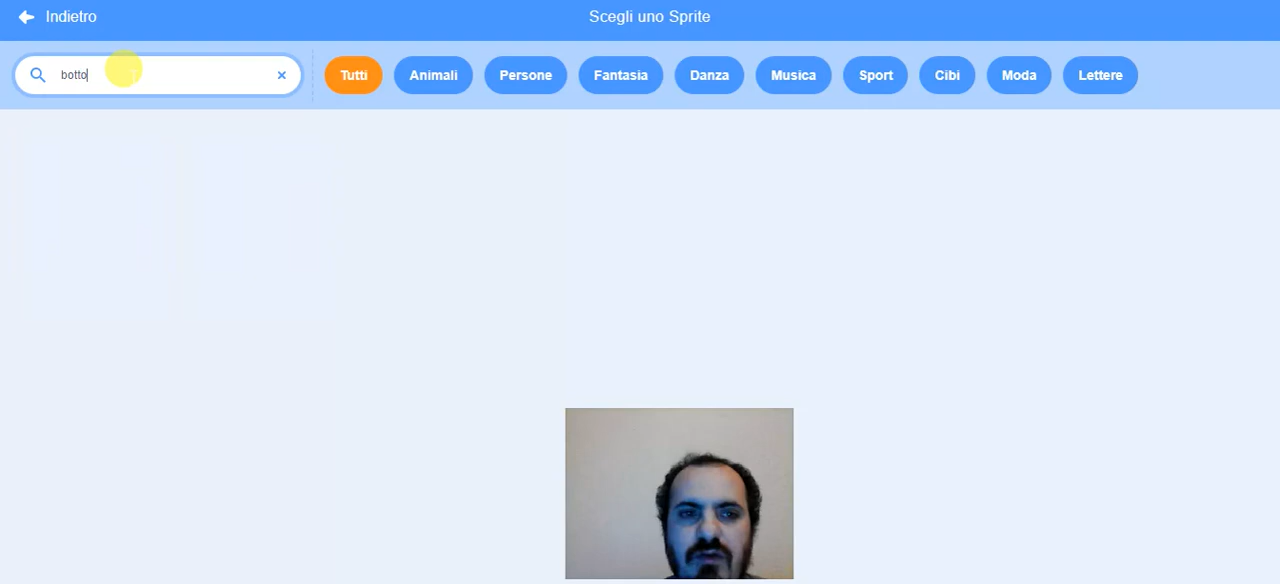 Indietro
Scegli uno Sprite
botto
Tutti
Animali
Persone
Fantasia
Danza
Musica
Sport
Cibi
Moda
Lettere